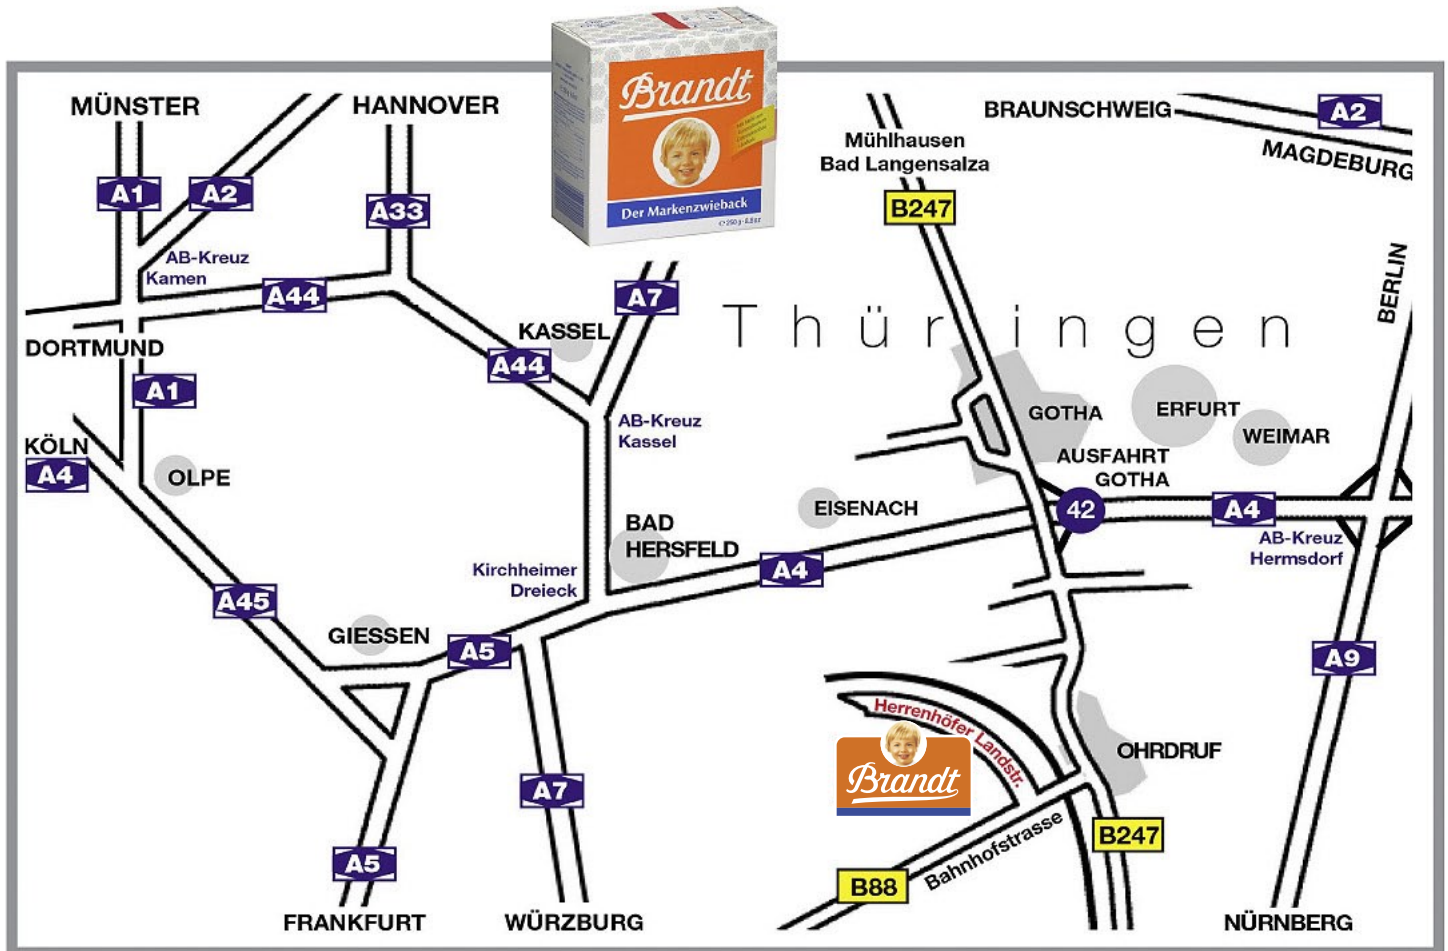 MÜNSTER
HANNOVER
Brandt
Der Markenzwieback
BRAUNSCHWEIG
A2
MAGDEBURG
Mühlhausen
Bad Langensalza
A1
A2
A33
B247
AB-Kreuz
Kamen
A44
A7
BERLIN
Thüringen
KASSEL
DORTMUND
A44
A1
AB-Kreuz
Kassel
GOTHA
ERFURT
WEIMAR
KÖLN
A4
OLPE
AUSFAHRT
GOTHA
EISENACH
42
A4
BAD
HERSFELD
AB-Kreuz
Hermsdorf
Kirchheimer
Dreieck
A4
A45
GIESSEN
A5
A9
Herrenhöfer Landstr.
Brandt
OHRDRUF
A7
B247
A5
B88
Bahnhofstrasse
FRANKFURT
WÜRZBURG
NÜRNBERG